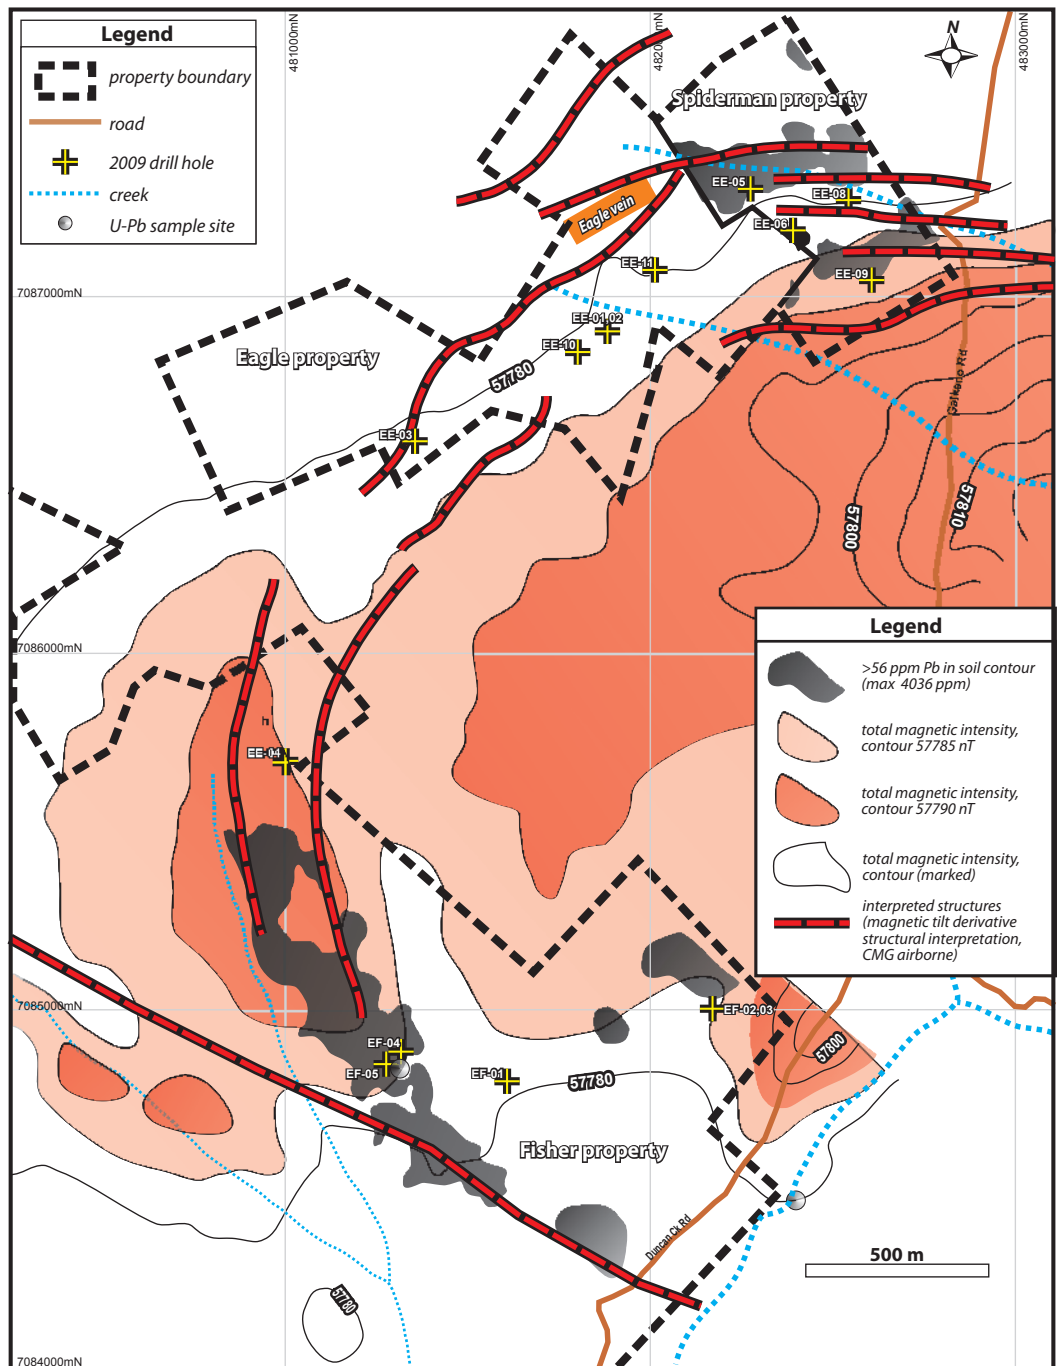 Legend
property boundary
road
2009 drill hole
creek
U-Pb sample site
481000mN
482000mN
483000mN
N
Spiderman property
EE-05
EE-08
Eagle vein
EE-06
EE-11
EE-09
7087000mN
EE-01,02
EE-10
Eagle property
57780
Galkeno Rd
EE-03
57800
57810
7086000mN
h
EE-04
Legend
>56 ppm Pb in soil contour
(max 4036 ppm)
total magnetic intensity,
contour 57785 nT
total magnetic intensity,
contour 57790 nT
total magnetic intensity,
contour (marked)
interpreted structures
(magnetic tilt derivative
structural interpretation,
CMG airborne)
7085000mN
EF-02,03
EF-04
57800
EF-05
EF-01
57780
Fisher property
Duncan Ck Rd
500 m
57780
7084000mN